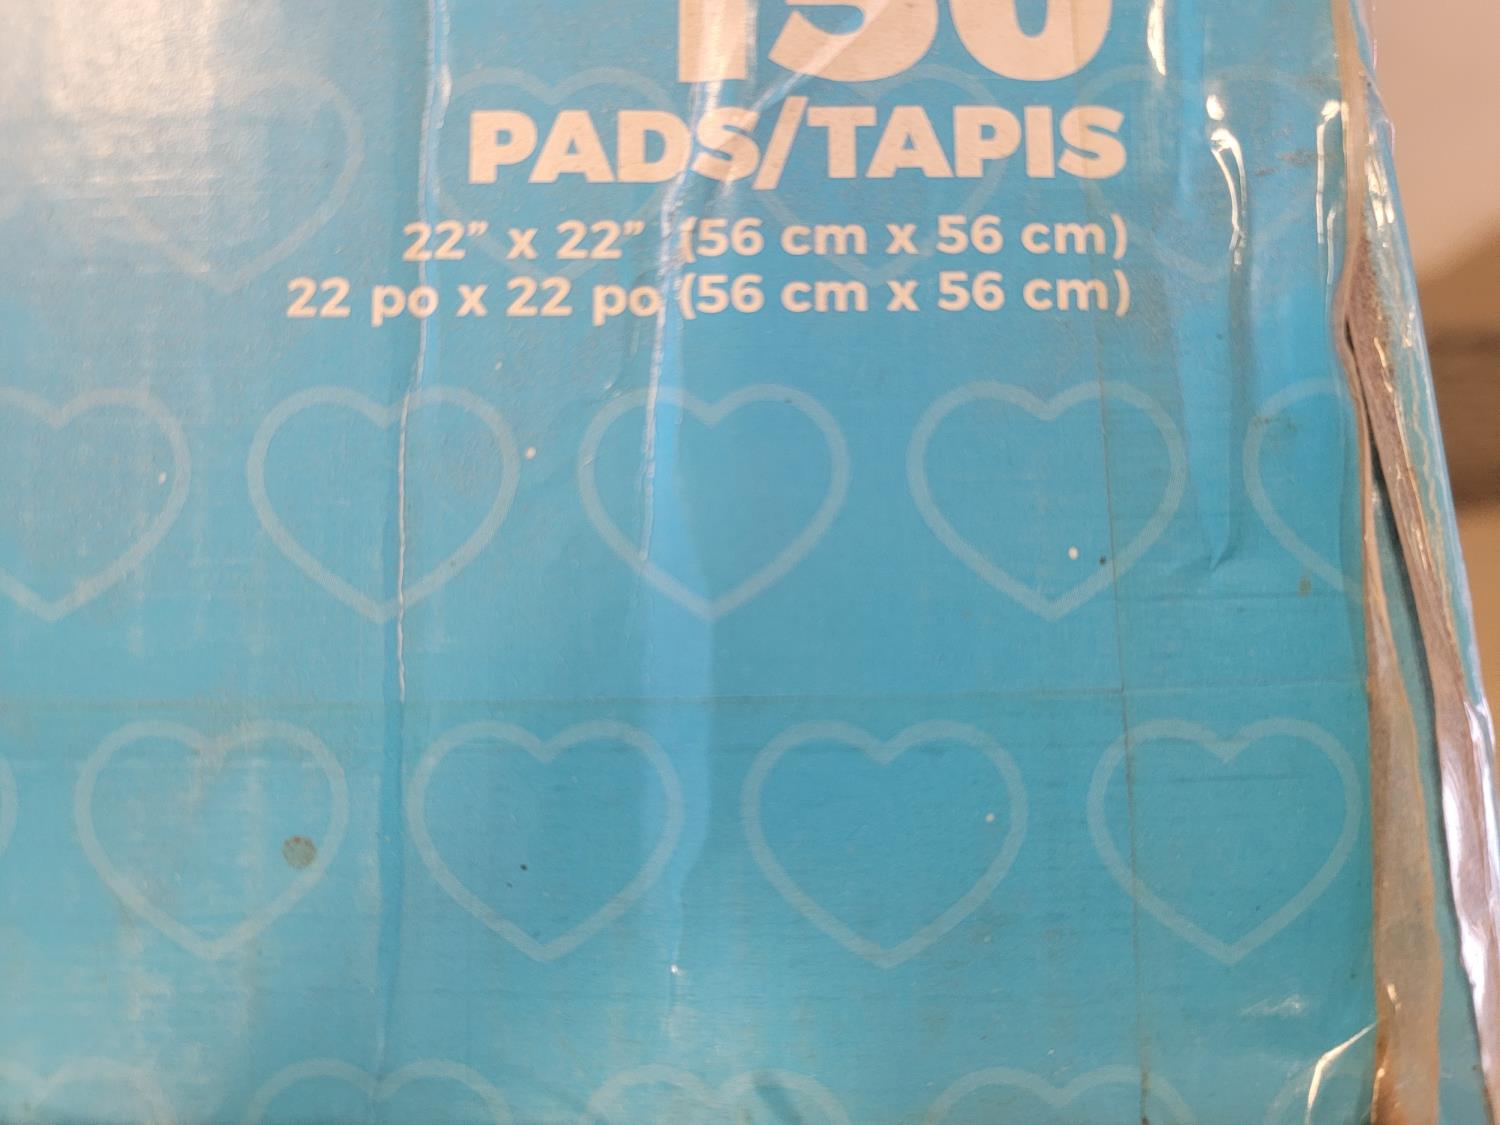 PADS/TAPIS
22” x 22” (56 cm x 56 cm)
22 po x 22 po (56 cm x 56 cm)